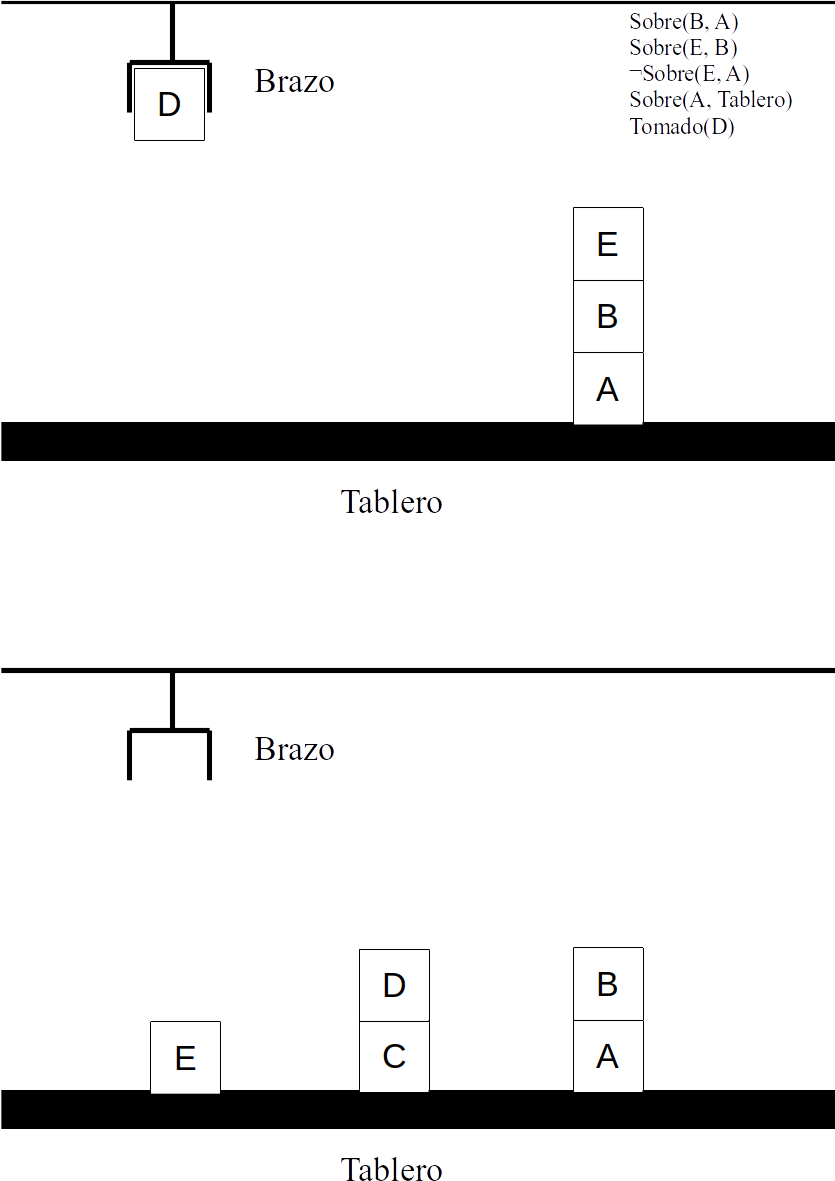 Sobre(B, A)
Sobre(E, B)
¬Sobre(E, A)
Sobre(A, Tablero)
Tomado(D)
Brazo
D
E
B
A
Tablero
Brazo
D
B
E
C
A
Tablero